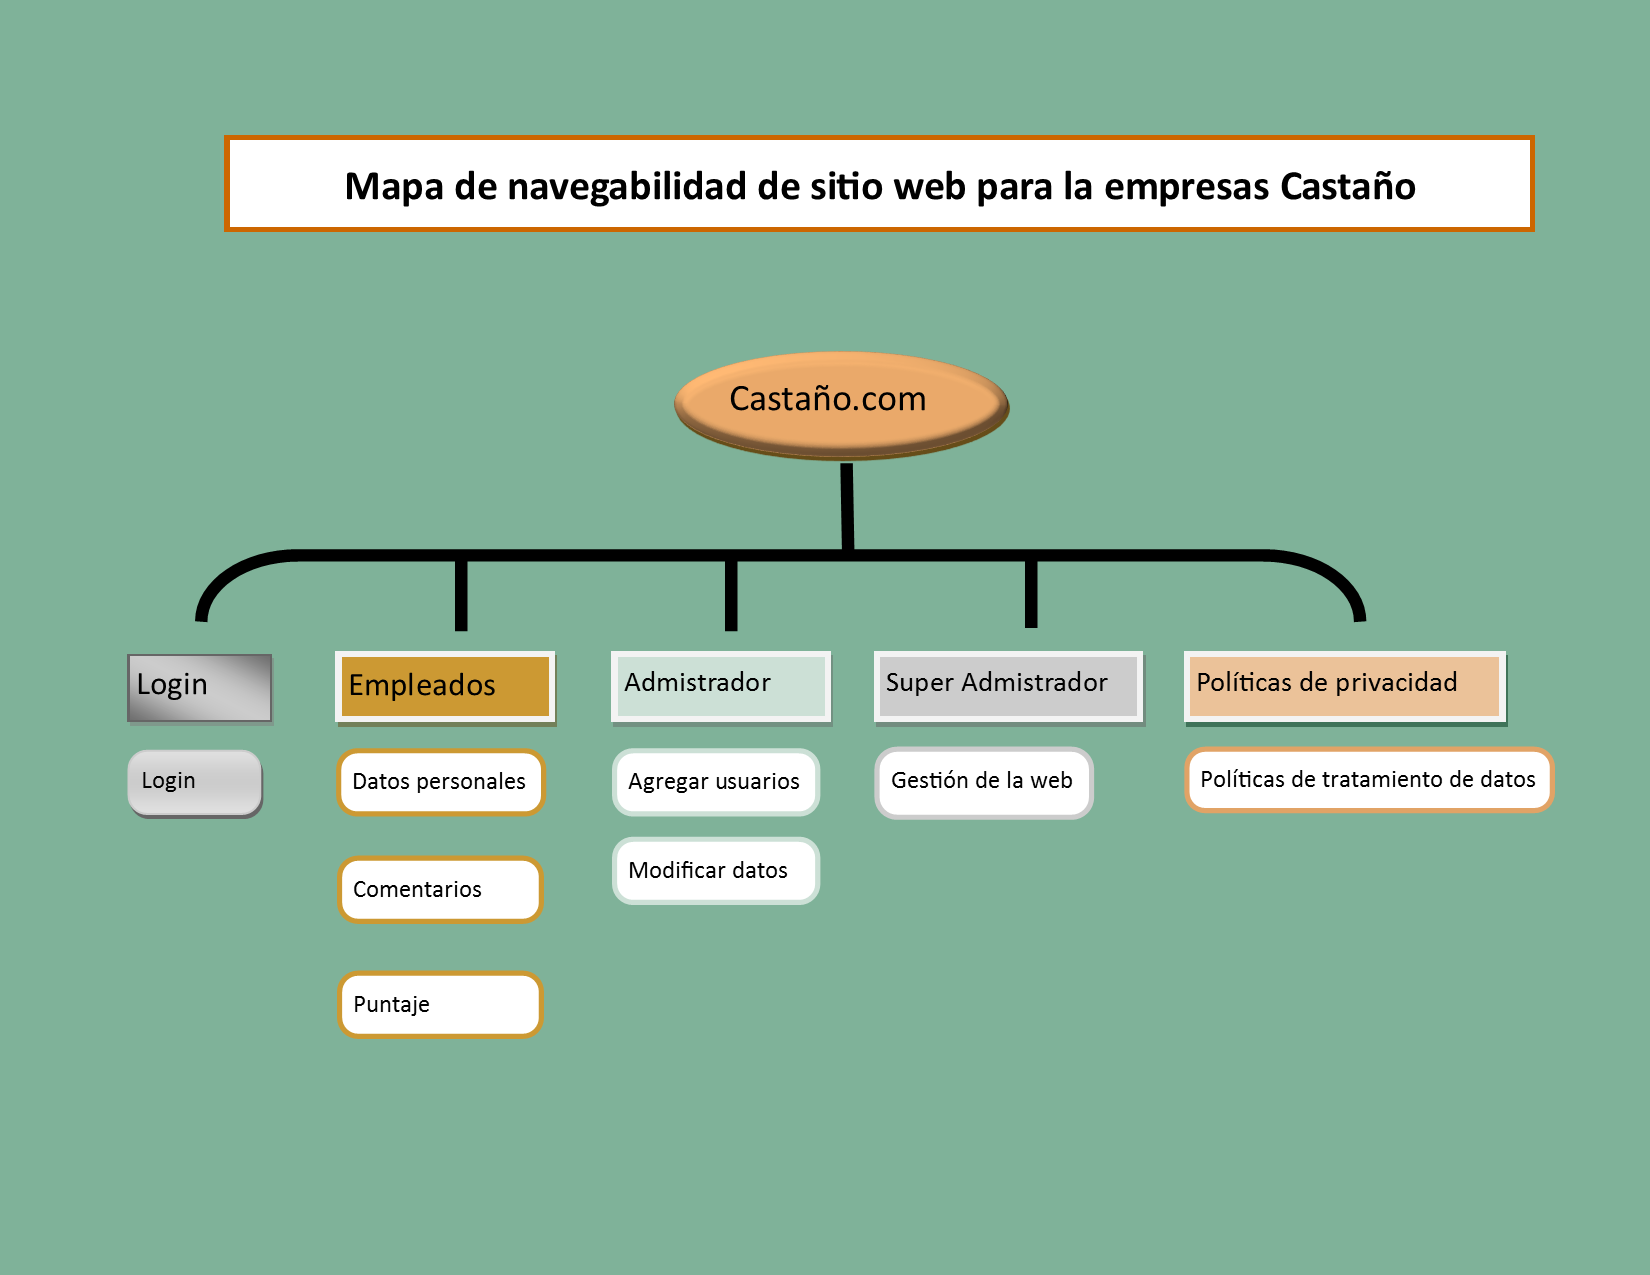 Mapa de navegabilidad de sitio web para la empresas Castaño
Castaño.com
Login
Empleados
Admistrador
Super Admistrador
Políticas de privacidad
Login
Datos personales
Agregar usuarios
Gestión de la web
Políticas de tratamiento de datos
Modificar datos
Comentarios
Puntaje